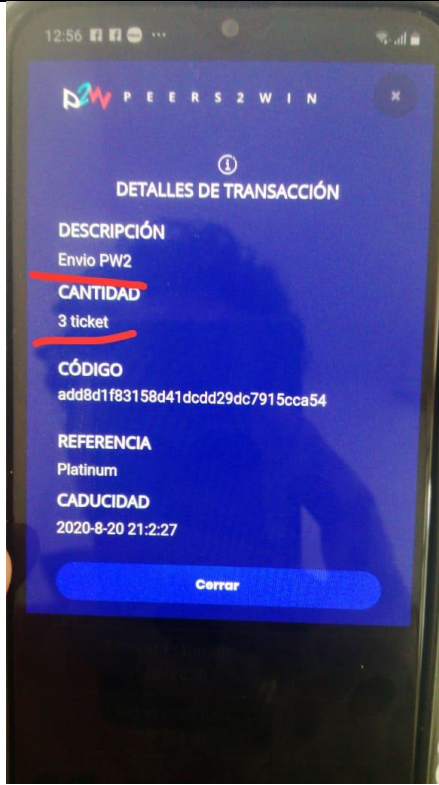 12:56
P2W PEERS2WIN
DETALLES DE TRANSACCIÓN
DESCRIPCIÓN
Envio PW2
CANTIDAD
3 ticket
CÓDIGO
add8d1f83158d41dcdd29dc7915cca54
REFERENCIA
Platinum
CADUCIDAD
2020-8-20 21:2:27
Cerrar